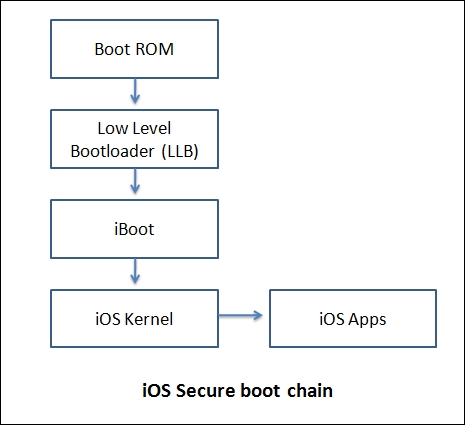 Boot ROM
Low Level
Bootloader (LLB)
iBoot
iOS Kernel
iOS Apps
iOS Secure boot chain